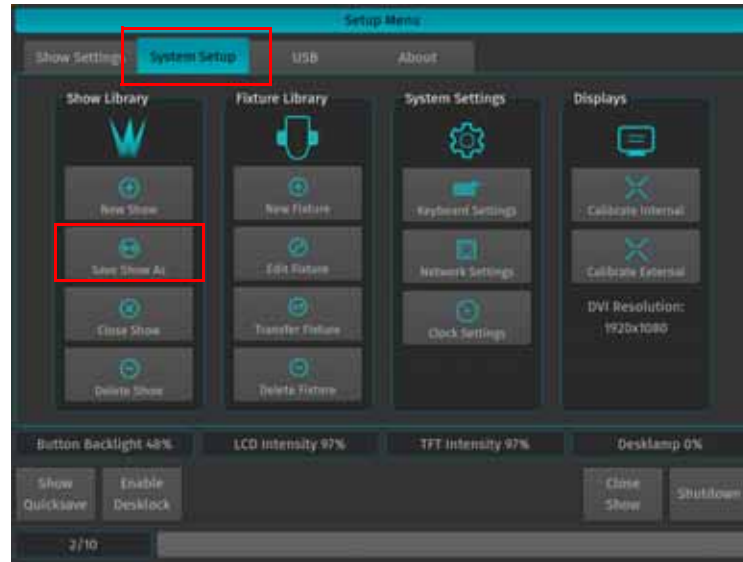 Setup Menu
Show Settings System Setup USB About
Show Library Fixture Library System Settings Displays
New Show New Fixture Keyboard Settings Calibrate Internal
Save Show As Edit Fixture Network Settings Calibrate External
Close Show Transfer Fixture Clock Settings DVI Resolution:
1920x1080
Delete Show Delete Fixture
Button Backlight 48% LCD Intensity 97% TFT Intensity 97% Desklamp 0%
Show Enable Close Shutdown
Quicksave Desklock Show
2/10